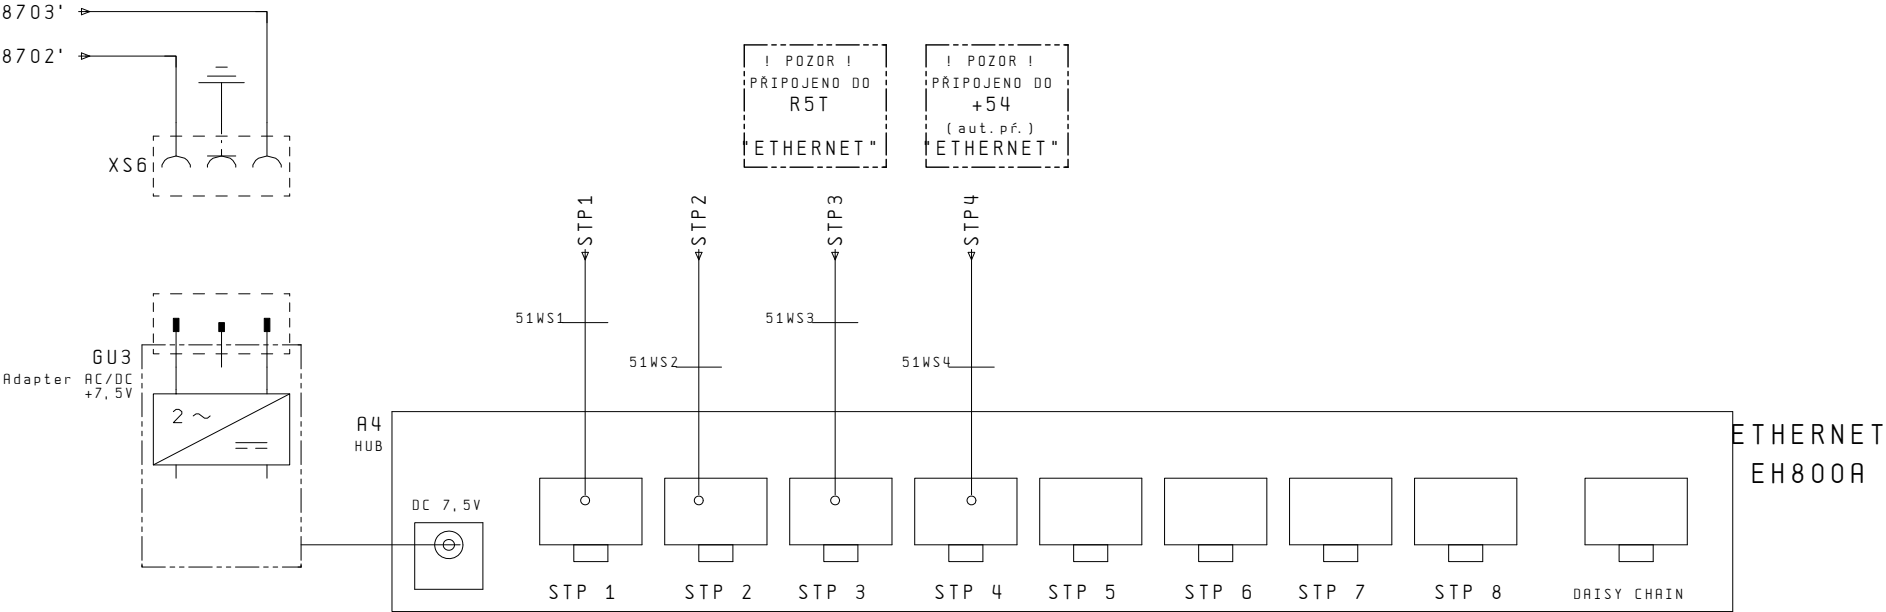 8703'
8702'
XS6
! POZOR !
PŘIPOJENO DO
R5T
"ETHERNET"
! POZOR !
PŘIPOJENO DO
+54
(aut. př.)
"ETHERNET"
STP1
STP2
STP3
STP4
51WS1
51WS2
51WS3
51WS4
GU3
Adapter AC/DC
+7,5V
2 ~
A4
HUB
ETHERNET
EH800A
DC 7,5V
STP 1
STP 2
STP 3
STP 4
STP 5
STP 6
STP 7
STP 8
DAISY CHAIN